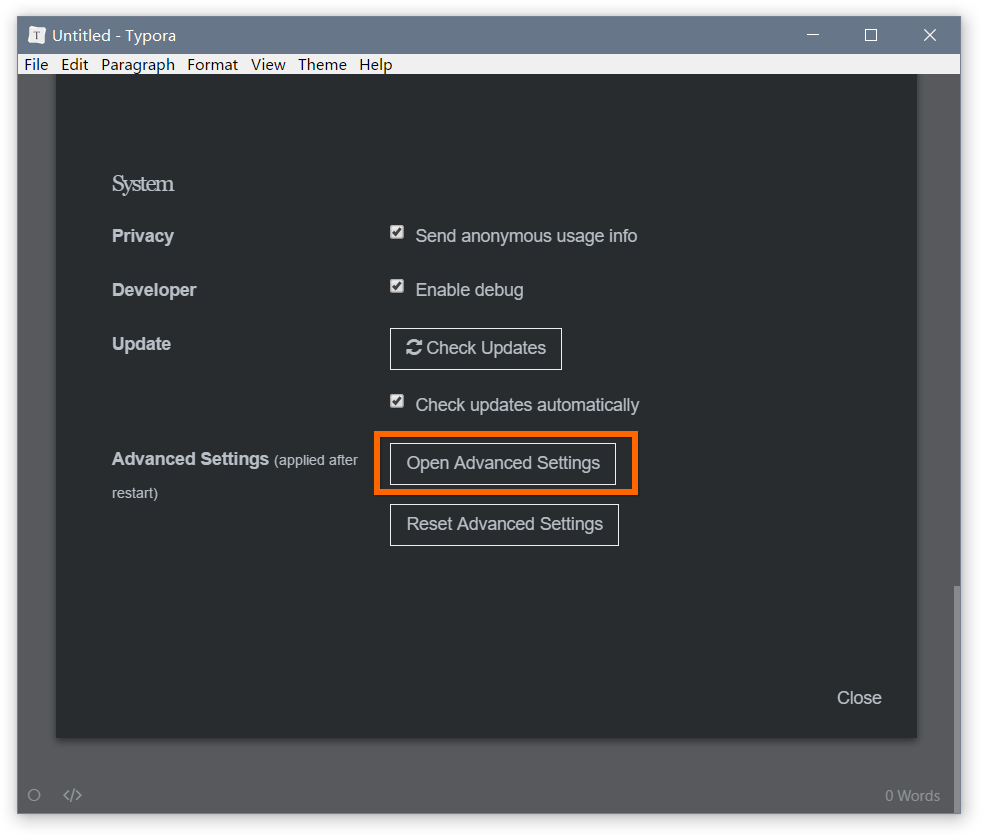 T Untitled - Typora
File Edit Paragraph Format View Theme Help
System
Privacy Send anonymous usage info
Developer Enable debug
Update Check Updates
Check updates automatically
Advanced Settings (applied after restart) Open Advanced Settings
Reset Advanced Settings
Close
</> 0 Words